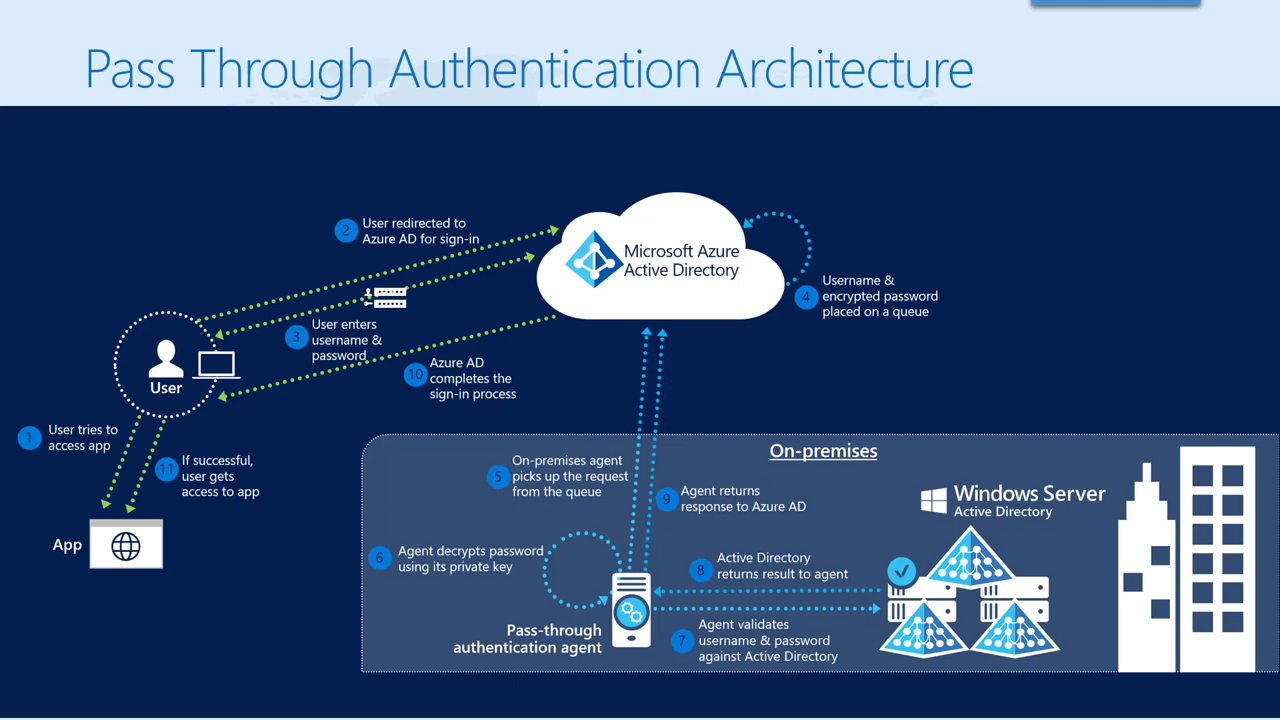 Pass Through Authentication Architecture
2
User redirected to
Azure AD for sign-in
Microsoft Azure
Active Directory
4
Username &
encrypted password
placed on a queue
3
User enters
username &
password
10
Azure AD
completes the
sign-in process
User
1
User tries to
access app
11
If successful,
user gets
access to app
App
On-premises
5
On-premises agent
picks up the request
from the queue
9
Agent returns
response to Azure AD
Windows Server
Active Directory
6
Agent decrypts password
using its private key
8
Active Directory
returns result to agent
Pass-through
authentication agent
7
Agent validates
username & password
against Active Directory